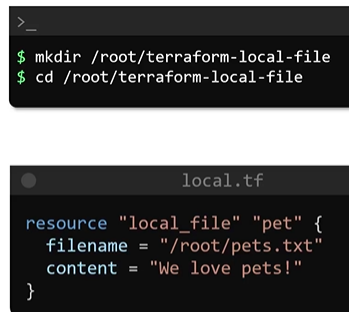 >_
$ mkdir /root/terraform-local-file
$ cd /root/terraform-local-file
local.tf
resource "local_file" "pet" {
  filename = "/root/pets.txt"
  content = "We love pets!"
}